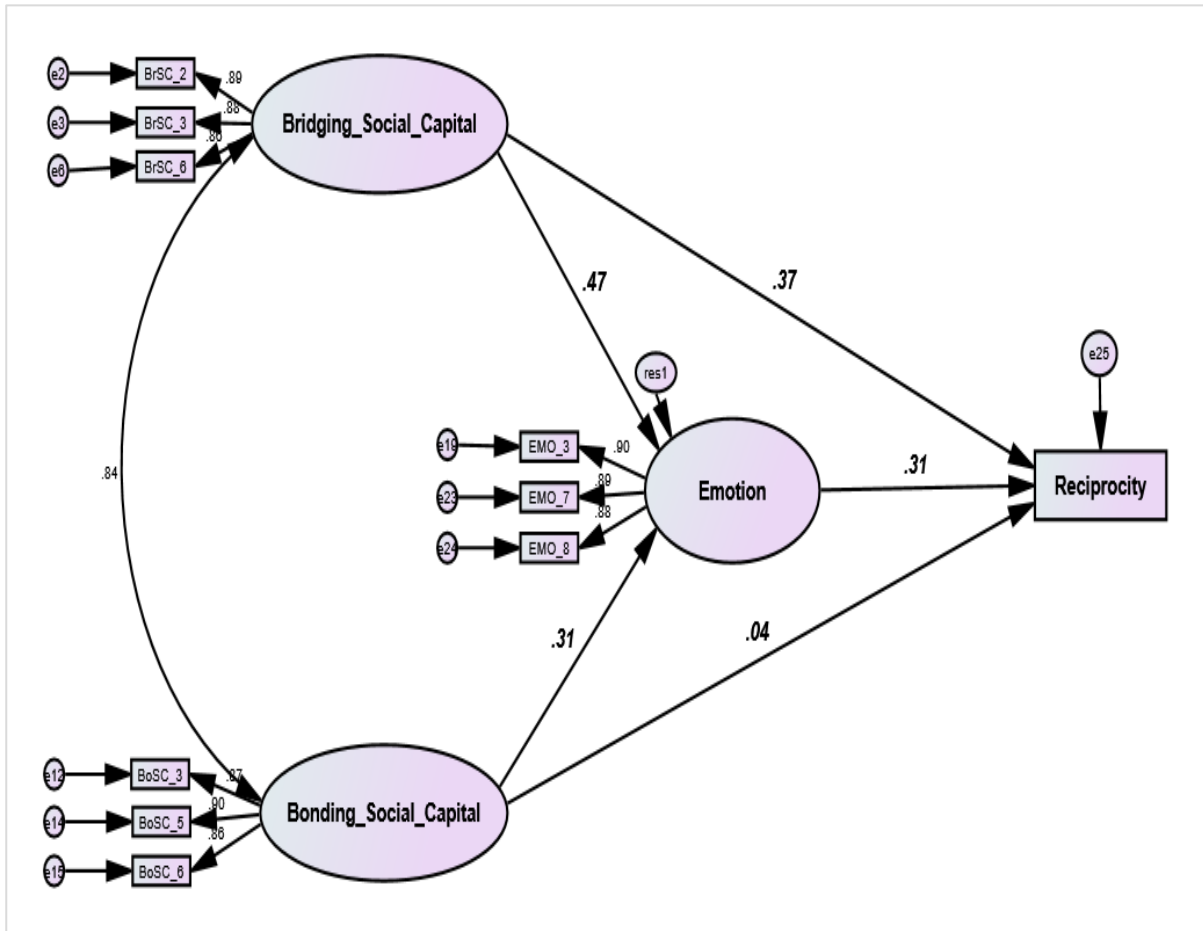 e2
BrSC_2
.89
e3
BrSC_3
.88
e6
BrSC_6
.86
Bridging_Social_Capital
.47
.37
.84
res1
e25
e19
EMO_3
.90
e23
EMO_7
.89
e24
EMO_8
.88
Emotion
.31
Reciprocity
.31
.04
e12
BoSC_3
.87
e14
BoSC_5
.90
e15
BoSC_6
.86
Bonding_Social_Capital